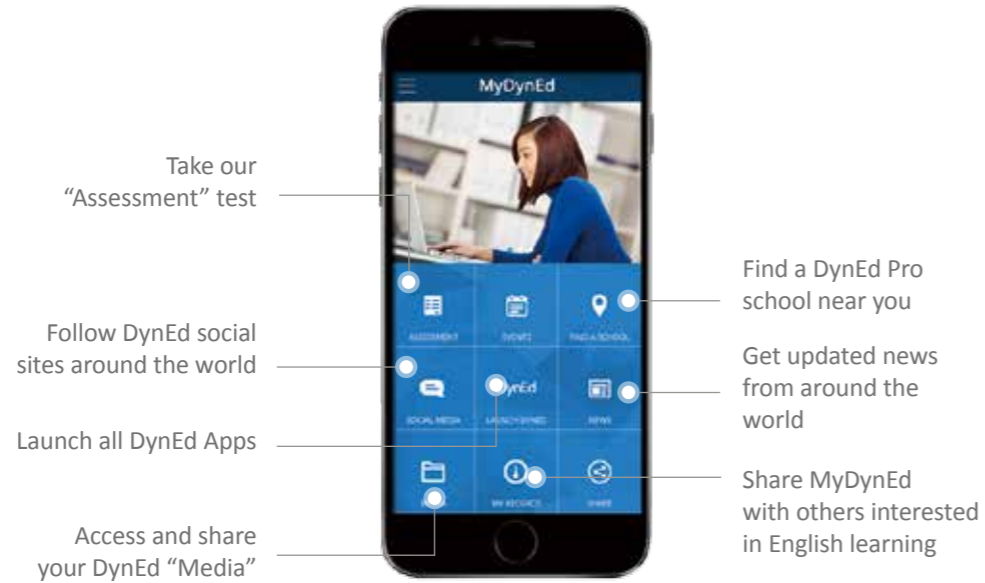 MyDynEd
Take our
“Assessment” test
Follow DynEd social
sites around the world
Launch all DynEd Apps
Access and share
your DynEd “Media”
ASSESSMENT
EVENTS
FIND A SCHOOL
SOCIAL MEDIA
DynEd
LAUNCH DYNED
NEWS
MY RECORDS
SHARE
Find a DynEd Pro
school near you
Get updated news
from around the
world
Share MyDynEd
with others interested
in English learning